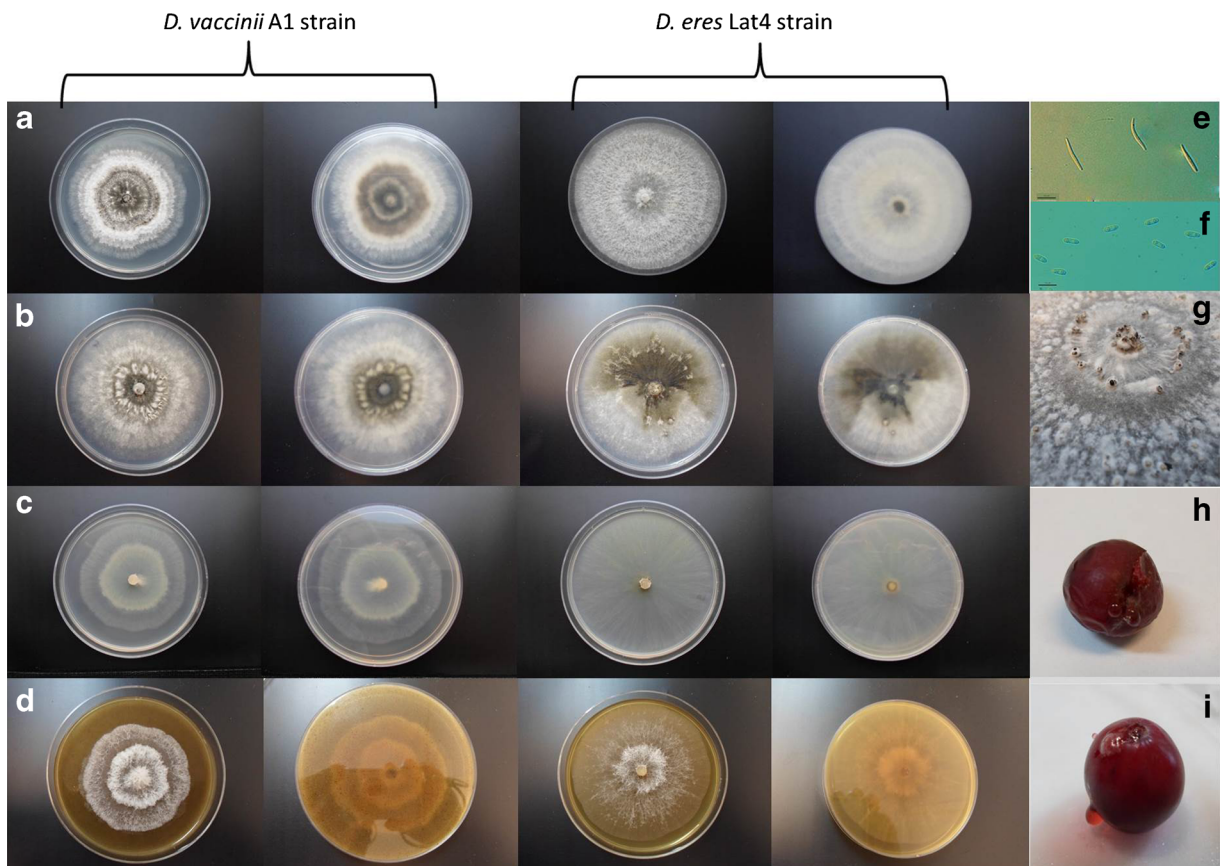 D. vaccinii A1 strain
D. eres Lat4 strain
a
e
f
b
g
c
h
d
i